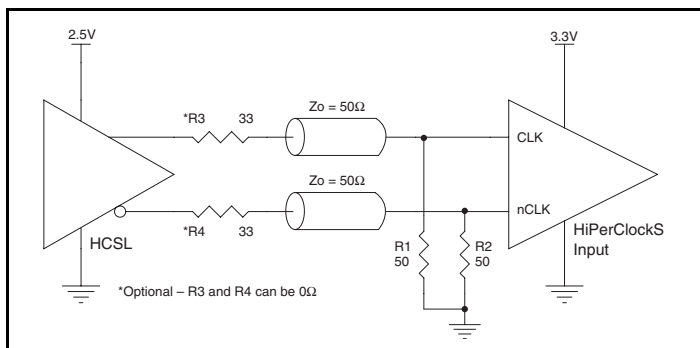 2.5V
3.3V
*R3 33
Zo = 50Ω
CLK
Zo = 50Ω
nCLK
*R4 33
HCSL
R1
50
R2
50
HiPerClockS
Input
*Optional – R3 and R4 can be 0Ω